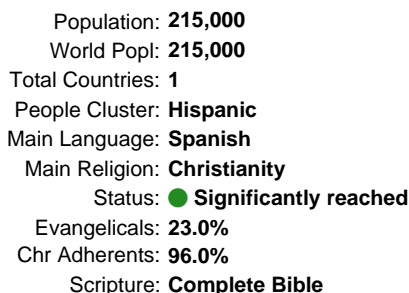 Population: 215,000
World Popl: 215,000
Total Countries: 1
People Cluster: Hispanic
Main Language: Spanish
Main Religion: Christianity
Status: Significantly reached
Evangelicals: 23.0%
Chr Adherents: 96.0%
Scripture: Complete Bible